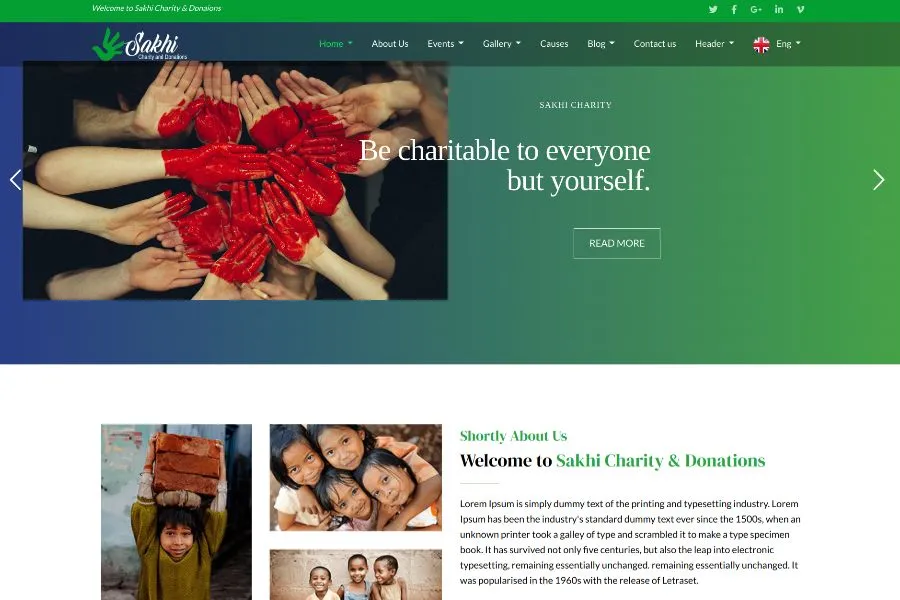 Welcome to Sakhi Charity & Donaions
Sakhi
Charity and Donations
Home
About Us
Events
Gallery
Causes
Blog
Contact us
Header
Eng
SAKHI CHARITY
Be charitable to everyone
but yourself.
READ MORE
Shortly About Us
Welcome to Sakhi Charity & Donations
Lorem Ipsum is simply dummy text of the printing and typesetting industry. Lorem
Ipsum has been the industry's standard dummy text ever since the 1500s, when an
unknown printer took a galley of type and scrambled it to make a type specimen
book. It has survived not only five centuries, but also the leap into electronic
typesetting, remaining essentially unchanged. remaining essentially unchanged. It
was popularised in the 1960s with the release of Letraset.